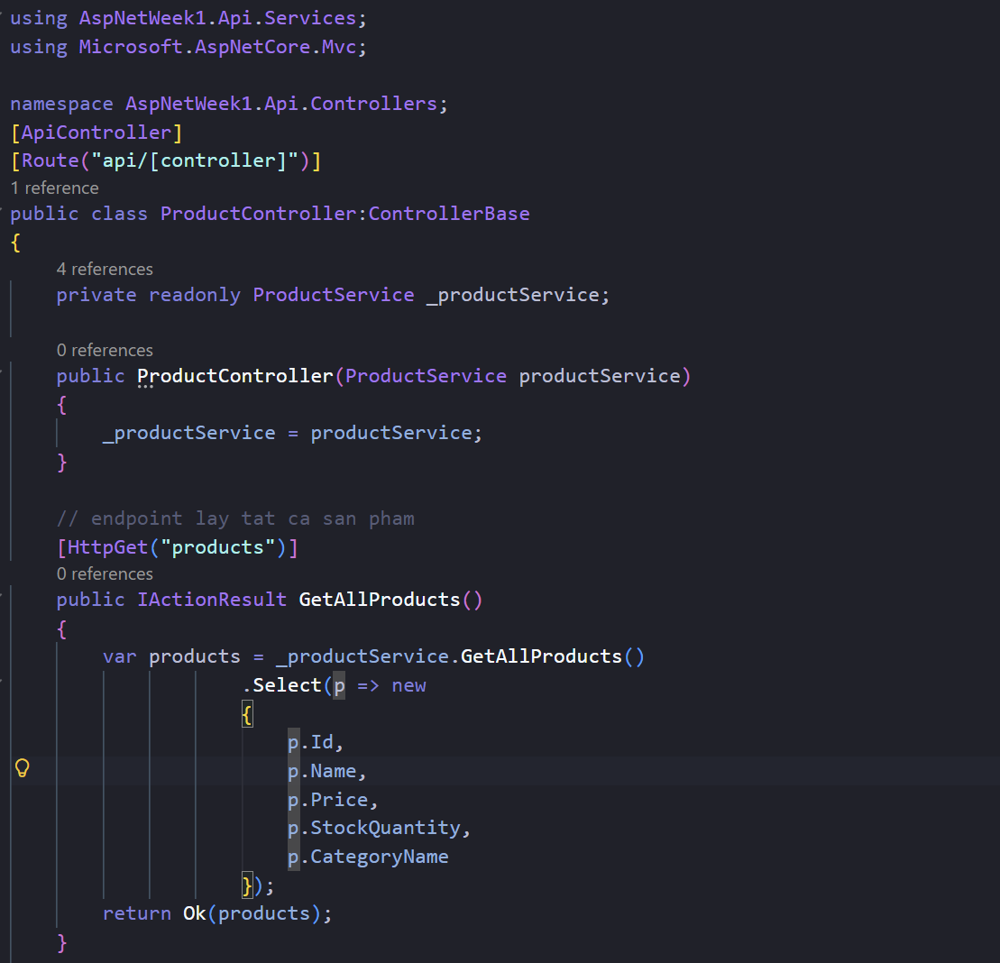 using AspNetWeek1.Api.Services;
using Microsoft.AspNetCore.Mvc;
namespace AspNetWeek1.Api.Controllers;
[ApiController]
[Route("api/[controller]")]
1 reference
public class ProductController:ControllerBase
{
4 references
private readonly ProductService _productService;
0 references
public ProductController(ProductService productService)
{
_productService = productService;
}
// endpoint lay tat ca san pham
[HttpGet("products")]
0 references
public IActionResult GetAllProducts()
{
var products = _productService.GetAllProducts()
.Select(p => new
{
p.Id,
p.Name,
p.Price,
p.StockQuantity,
p.CategoryName
});
return Ok(products);
}